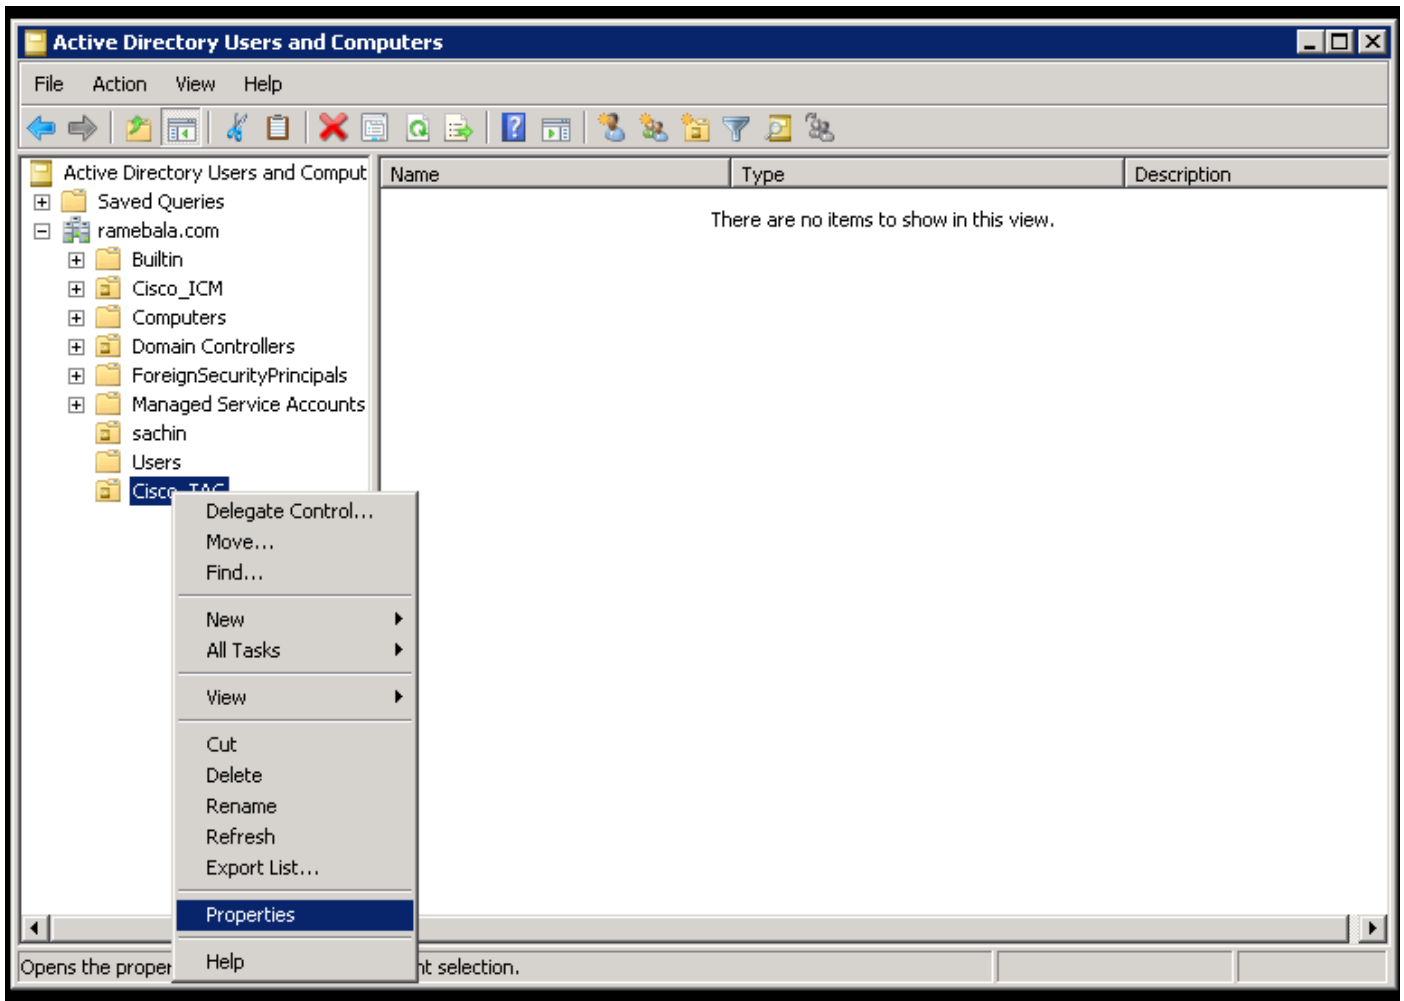 Active Directory Users and Computers
File Action View Help
Active Directory Users and Comput
Name Type Description
Saved Queries
There are no items to show in this view.
ramebala.com
Builtin
Cisco_ICM
Computers
Domain Controllers
ForeignSecurityPrincipals
Managed Service Accounts
sachin
Users
Cisco_TAC
Delegate Control...
Move...
Find...
New
All Tasks
View
Cut
Delete
Rename
Refresh
Export List...
Properties
Help
Opens the proper nt selection.